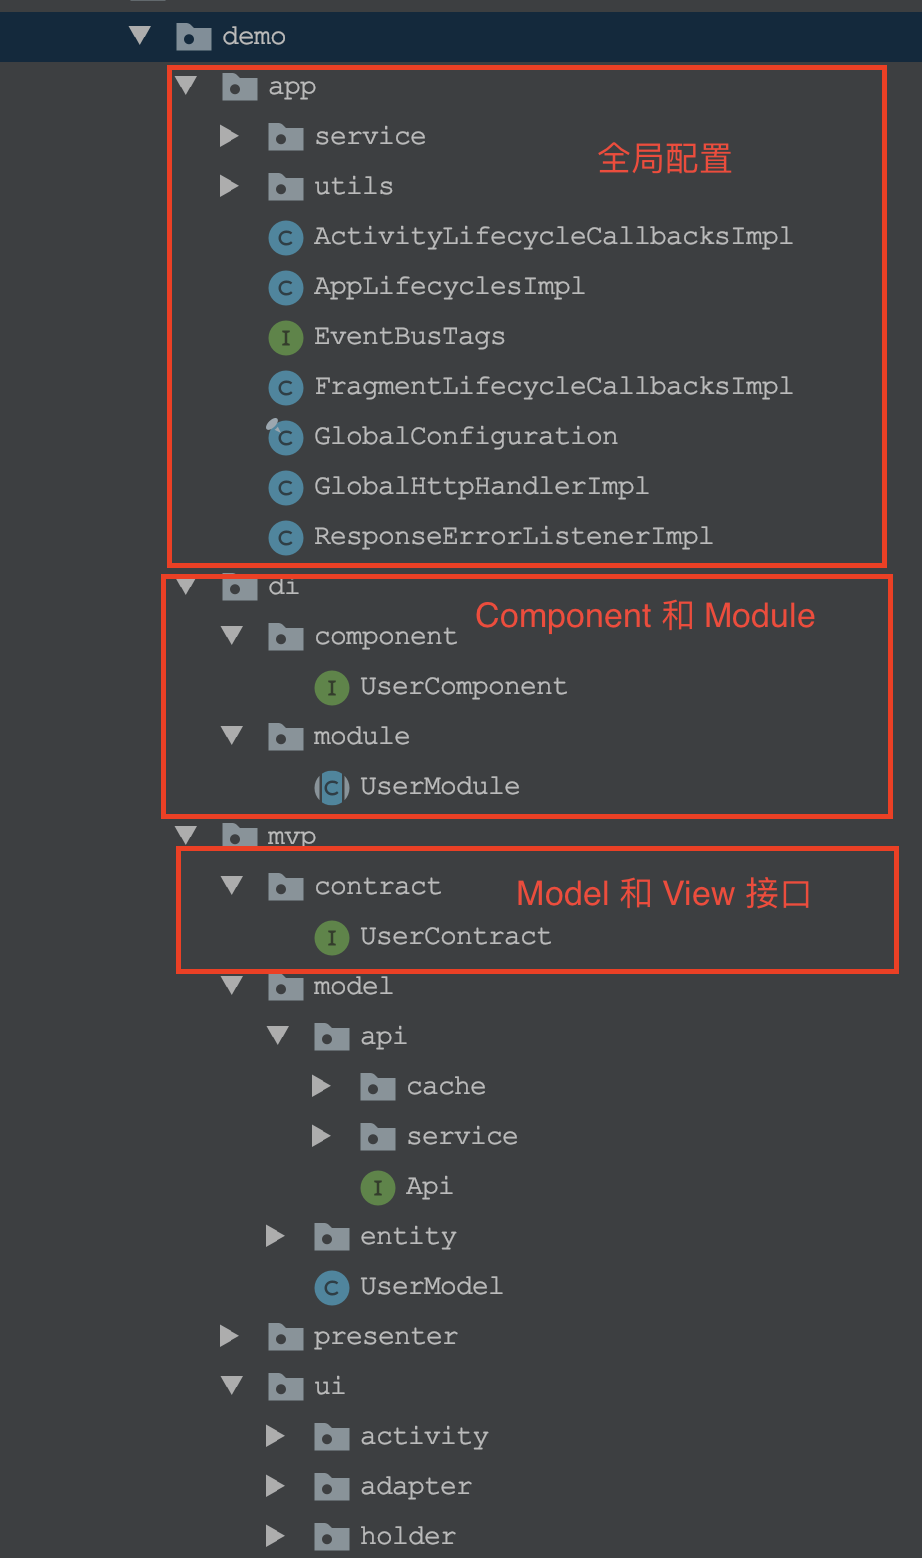 demo
app
service
全局配置
utils
ActivityLifecycleCallbacksImpl
AppLifecyclesImpl
EventBusTags
FragmentLifecycleCallbacksImpl
GlobalConfiguration
GlobalHttpHandlerImpl
ResponseErrorListenerImpl
di
Component 和 Module
component
UserComponent
module
UserModule
mvp
contract
Model 和 View 接口
UserContract
model
api
cache
service
Api
entity
UserModel
presenter
ui
activity
adapter
holder